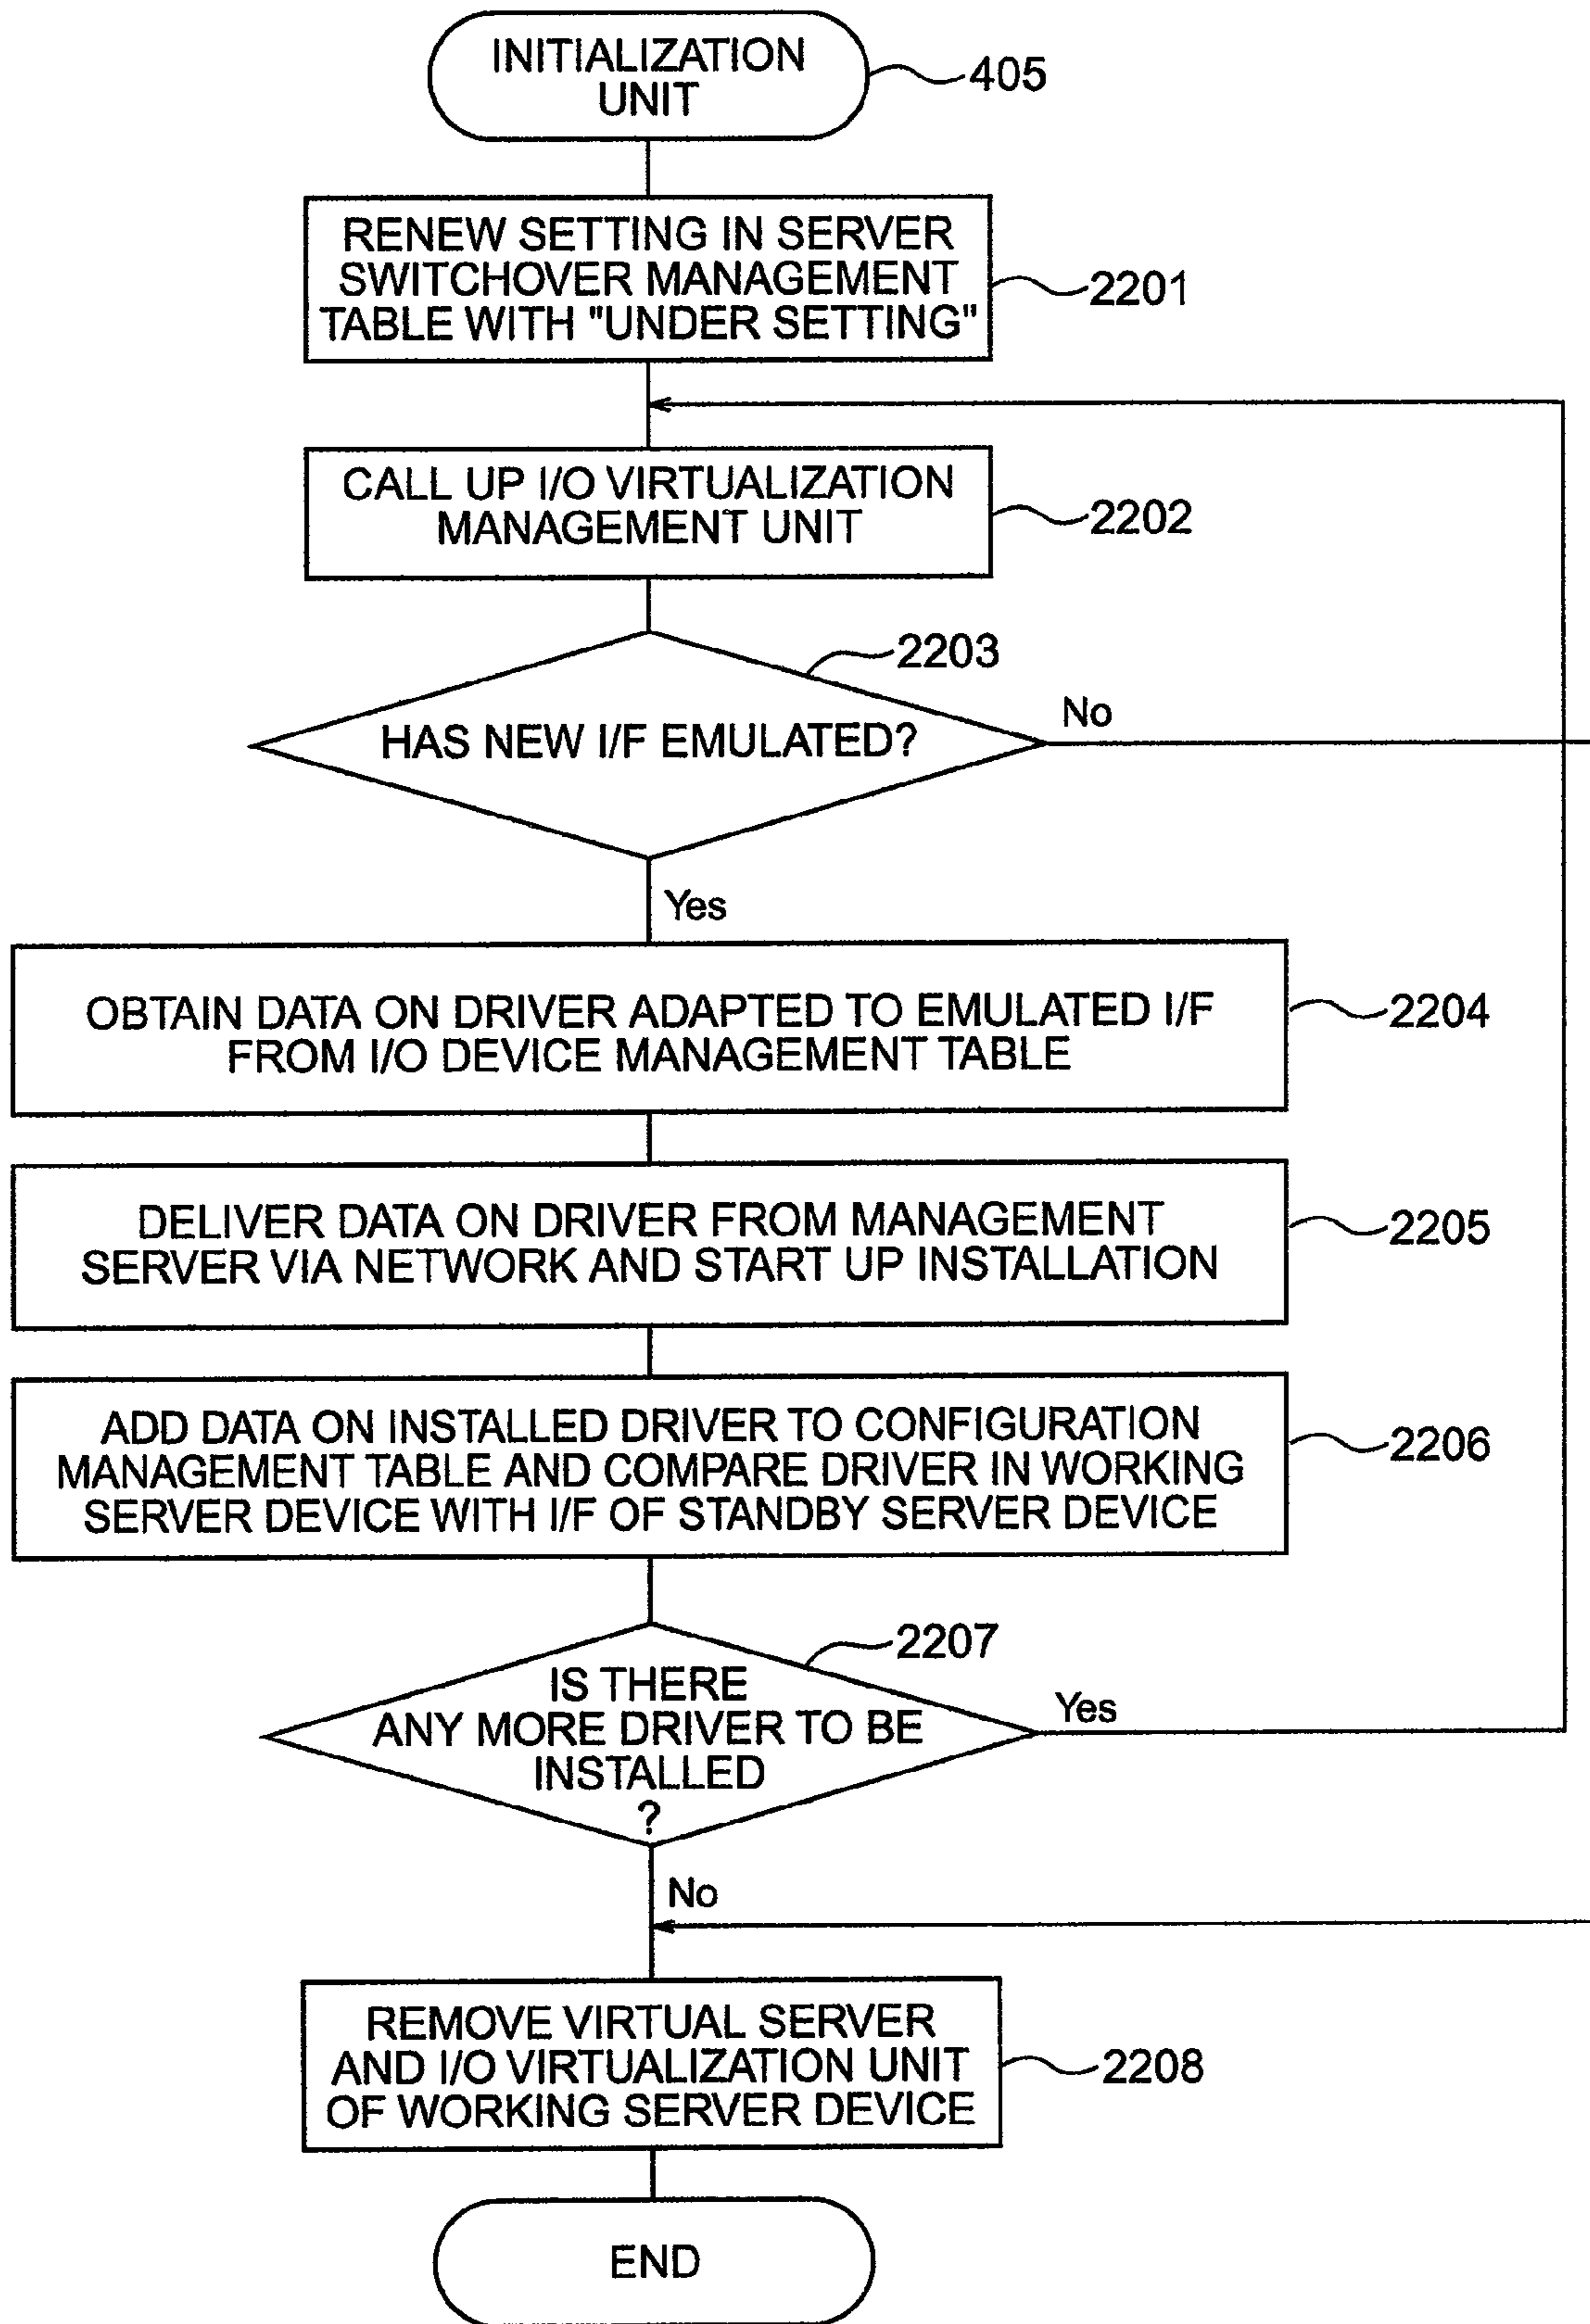 INITIALIZATION
UNIT
405
RENEW SETTING IN SERVER
SWITCHOVER MANAGEMENT
TABLE WITH "UNDER SETTING"
2201
CALL UP I/O VIRTUALIZATION
MANAGEMENT UNIT
2202
2203
HAS NEW I/F EMULATED?
No
Yes
OBTAIN DATA ON DRIVER ADAPTED TO EMULATED I/F
FROM I/O DEVICE MANAGEMENT TABLE
2204
DELIVER DATA ON DRIVER FROM MANAGEMENT
SERVER VIA NETWORK AND START UP INSTALLATION
2205
ADD DATA ON INSTALLED DRIVER TO CONFIGURATION
MANAGEMENT TABLE AND COMPARE DRIVER IN WORKING
SERVER DEVICE WITH I/F OF STANDBY SERVER DEVICE
2206
2207
IS THERE
ANY MORE DRIVER TO BE
INSTALLED
?
Yes
No
REMOVE VIRTUAL SERVER
AND I/O VIRTUALIZATION UNIT
OF WORKING SERVER DEVICE
2208
END